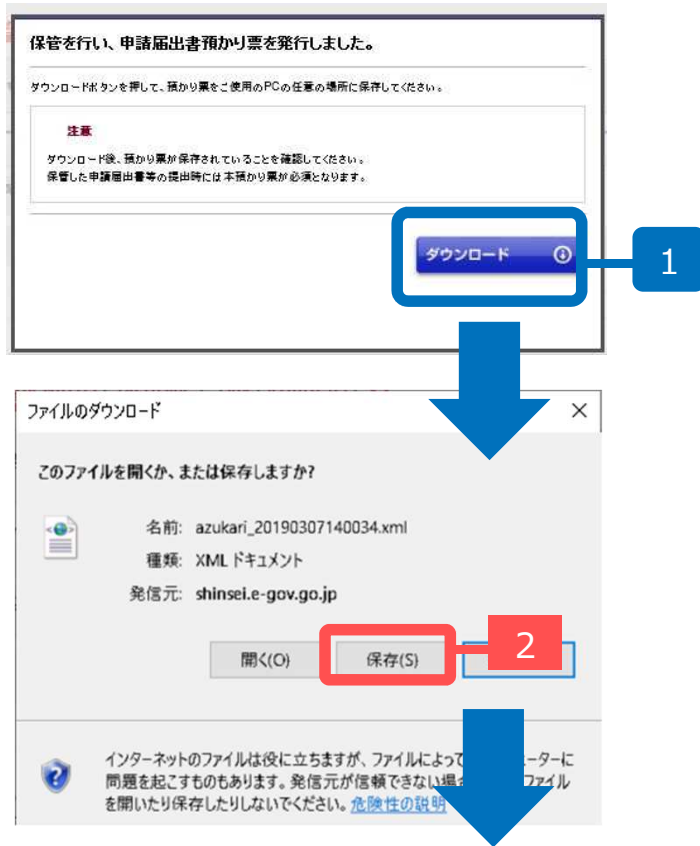 保管を行い、申請届出書預かり票を発行しました。
ダウンロードボタンを押して、預かり票をご使用のPCの任意の場所に保存してください。
注意
ダウンロード後、預かり票が保存されていることを確認してください。
保管した申請届出書等の提出時には本預かり票が必須となります。
ダウンロード
1
ファイルのダウンロード
このファイルを開くか、または保存しますか?
名前: azukari_20190307140034.xml
種類: XML ドキュメント
発信元: shinsei.e-gov.go.jp
開く(O)
保存(S)
2
インターネットのファイルは役に立ちますが、ファイルによって
ーターに
問題を起こすものもあります。発信元が信頼できない場
ファイル
を開いたり保存したりしないでください。危険性の説明